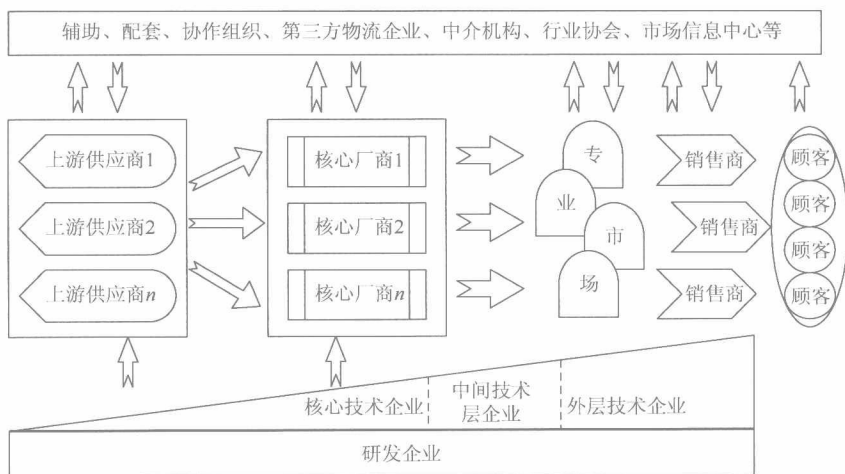 辅助、配套、协作组织、第三方物流企业、中介机构、行业协会、市场信息中心等
上游供应商1
上游供应商2
上游供应商n
核心厂商1
核心厂商2
核心厂商n
专
业
市
场
销售商
销售商
销售商
顾客
顾客
顾客
顾客
核心技术企业
中间技术
层企业
外层技术企业
研发企业